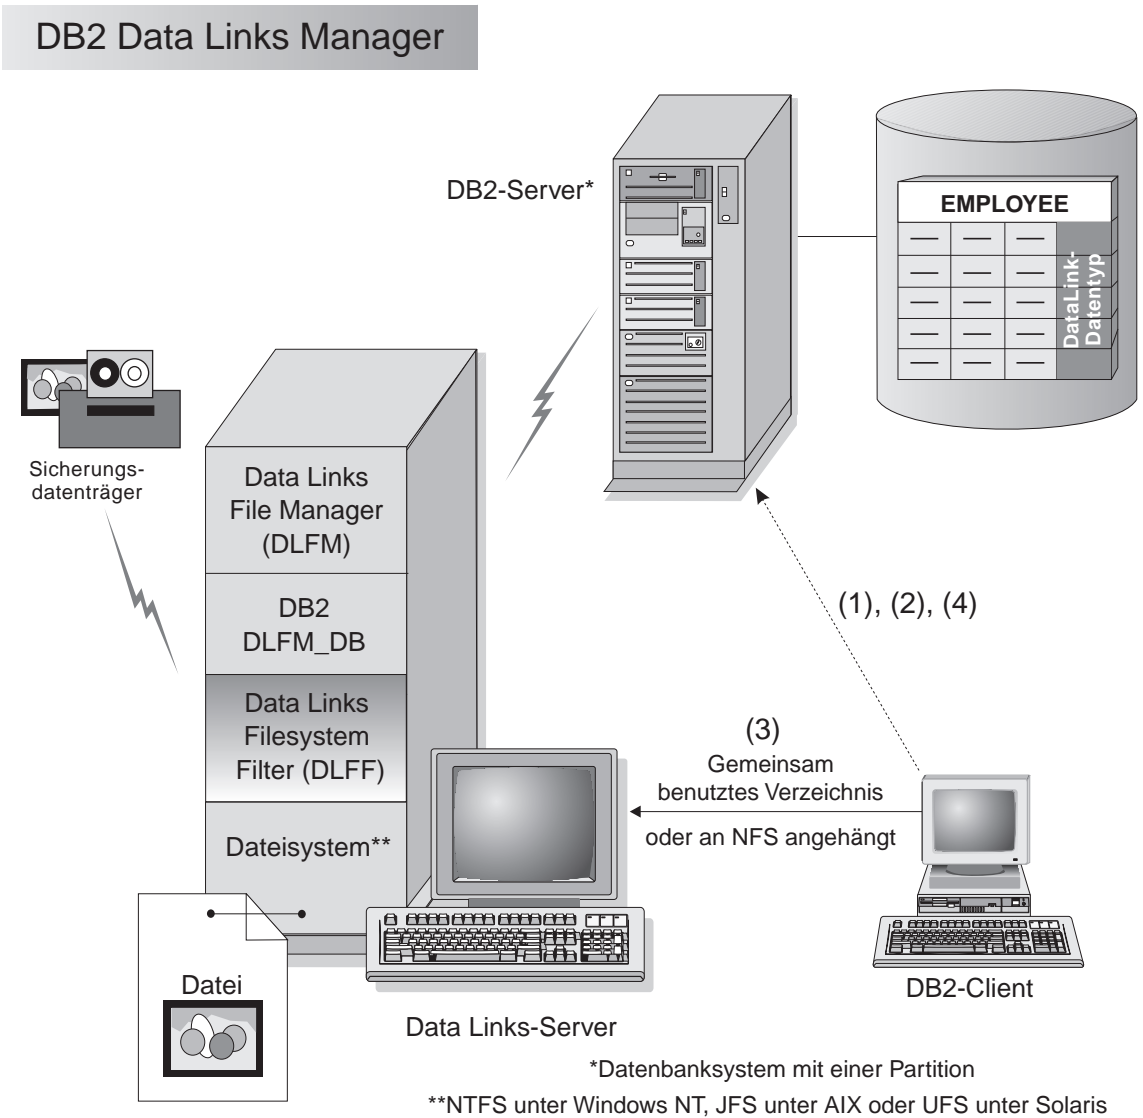 DB2 Data Links Manager
DB2-Server*
EMPLOYEE
DataLink-
Datentyp
Sicherungs-
datenträger
Data Links
File Manager
(DLFM)
DB2
DLFM_DB
Data Links
Filesystem
Filter (DLFF)
Dateisystem**
(1), (2), (4)
(3)
Gemeinsam
benutztes Verzeichnis
oder an NFS angehängt
Datei
DB2-Client
Data Links-Server
*Datenbanksystem mit einer Partition
**NTFS unter Windows NT, JFS unter AIX oder UFS unter Solaris